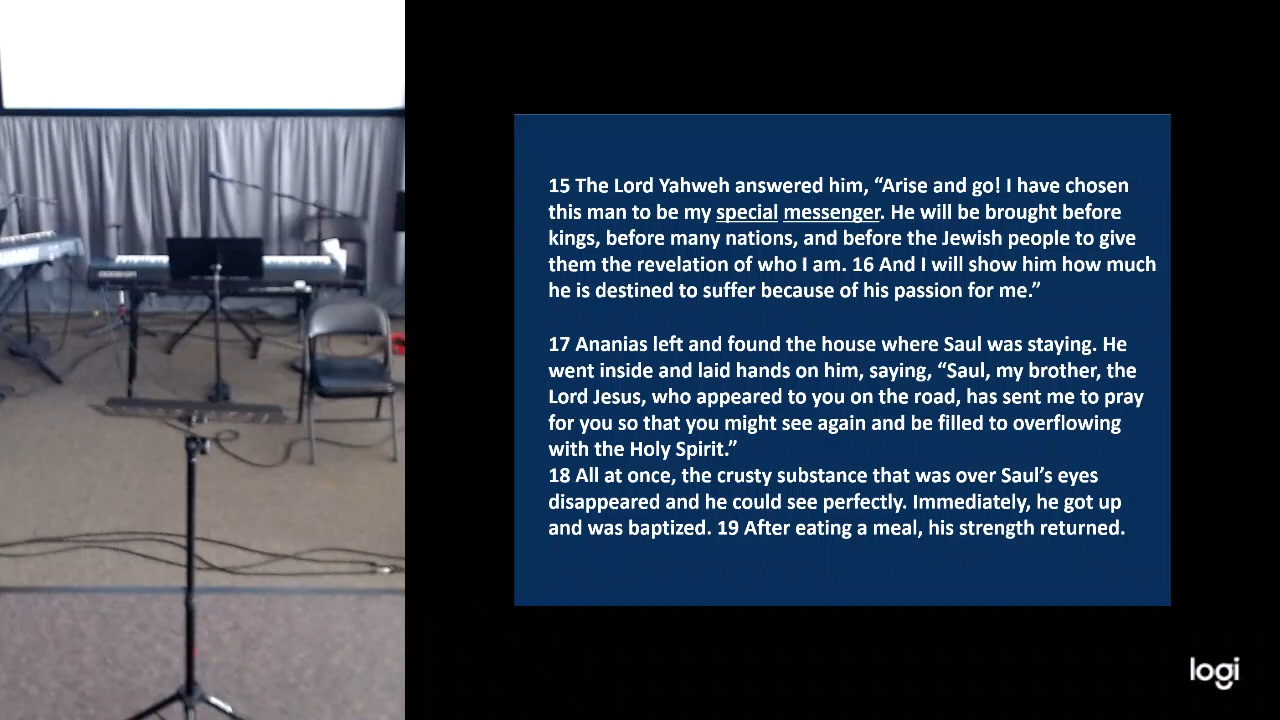 15 The Lord Yahweh answered him, “Arise and go! I have chosen
this man to be my special messenger. He will be brought before
kings, before many nations, and before the Jewish people to give
them the revelation of who I am. 16 And I will show him how much
he is destined to suffer because of his passion for me.”
17 Ananias left and found the house where Saul was staying. He
went inside and laid hands on him, saying, “Saul, my brother, the
Lord Jesus, who appeared to you on the road, has sent me to pray
for you so that you might see again and be filled to overflowing
with the Holy Spirit.”
18 All at once, the crusty substance that was over Saul’s eyes
disappeared and he could see perfectly. Immediately, he got up
and was baptized. 19 After eating a meal, his strength returned.
logi